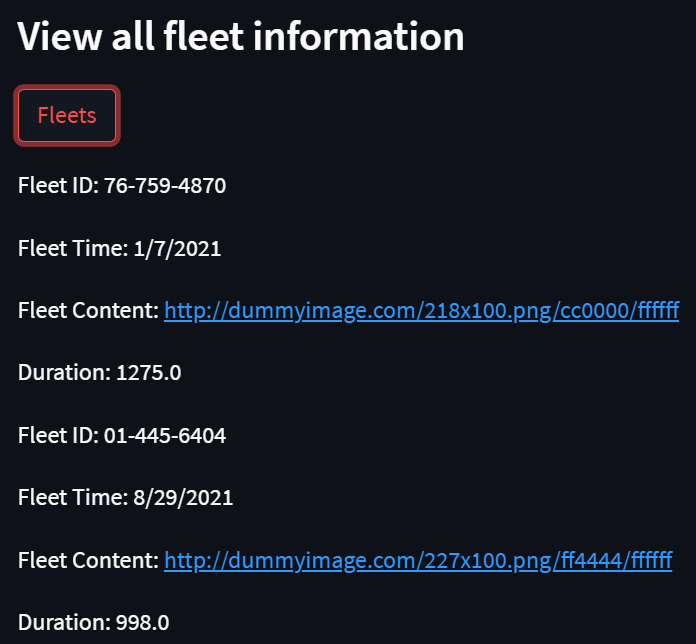 View all fleet information
Fleets
Fleet ID: 76-759-4870
Fleet Time: 1/7/2021
Fleet Content: http://dummyimage.com/218x100.png/cc0000/ffffff
Duration: 1275.0
Fleet ID: 01-445-6404
Fleet Time: 8/29/2021
Fleet Content: http://dummyimage.com/227x100.png/ff4444/ffffff
Duration: 998.0